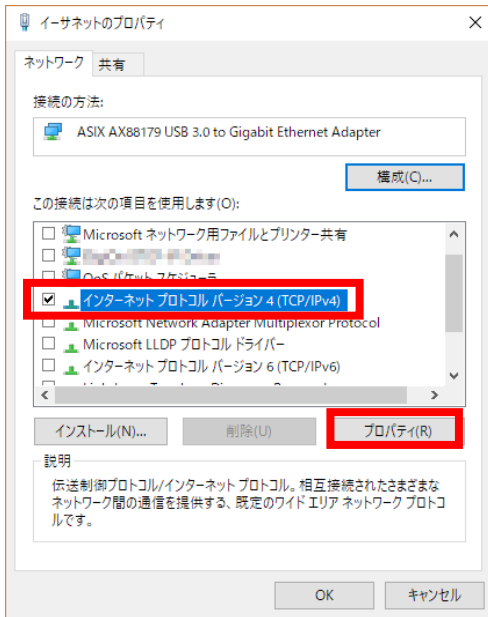 イーサネットのプロパティ
ネットワーク 共有
接続の方法:
ASIX AX88179 USB 3.0 to Gigabit Ethernet Adapter
構成(C)...
この接続は次の項目を使用します(O):
Microsoft ネットワーク用ファイルとプリンター共有
QoS パケット スケジューラ
インターネット プロトコル バージョン 4 (TCP/IPv4)
Microsoft Network Adapter Multiplexor Protocol
Microsoft LLDP プロトコル ドライバー
インターネット プロトコル バージョン 6 (TCP/IPv6)
インストール(N)... 削除(U) プロパティ(R)
説明
伝送制御プロトコル/インターネット プロトコル。相互接続されたさまざまな
ネットワーク間の通信を提供する、既定のワイド エリア ネットワーク プロトコ
ルです。
OK キャンセル